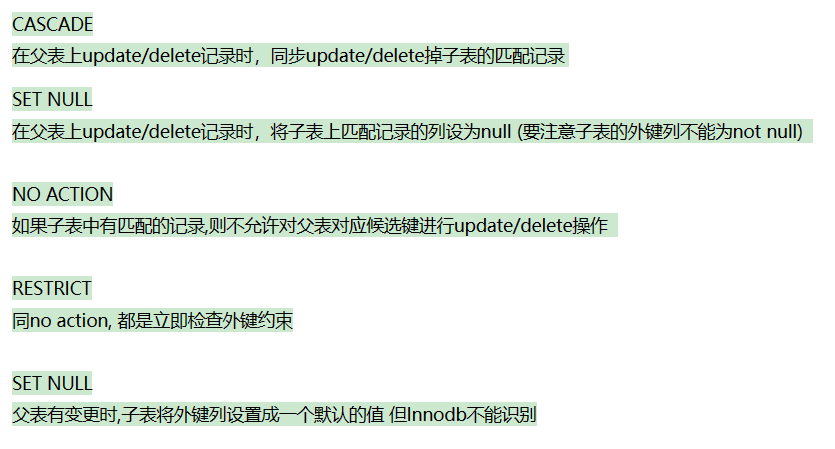 CASCADE
在父表上update/delete记录时，同步update/delete掉子表的匹配记录
SET NULL
在父表上update/delete记录时，将子表上匹配记录的列设为null (要注意子表的外键列不能为not null)
NO ACTION
如果子表中有匹配的记录,则不允许对父表对应候选键进行update/delete操作
RESTRICT
同no action, 都是立即检查外键约束
SET NULL
父表有变更时,子表将外键列设置成一个默认的值 但Innodb不能识别